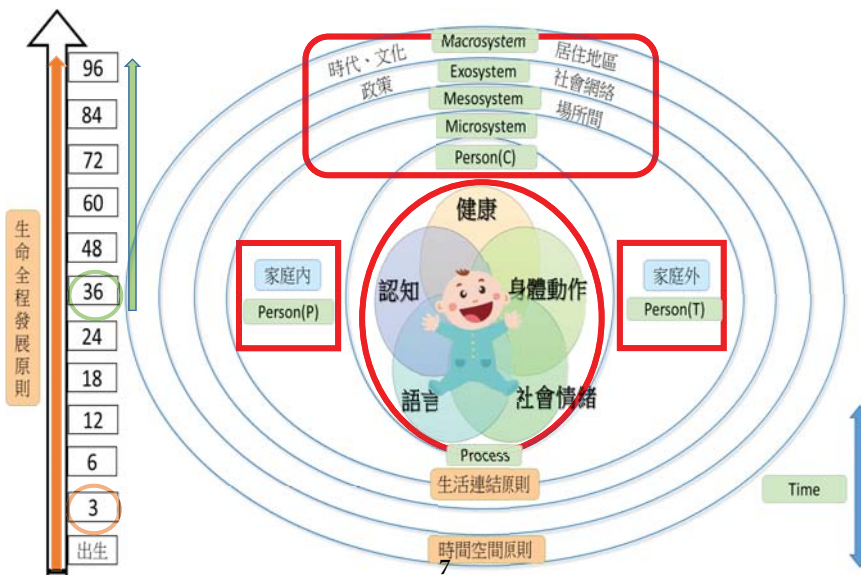 生命全程發展原則
96
84
72
60
48
36
24
18
12
6
3
出生
Macrosystem
時代、文化
居住地區
Exosystem
政策
社會網絡
Mesosystem
場所間
Microsystem
Person(C)
健康
認知
身體動作
語言
社會情緒
家庭內
Person(P)
家庭外
Person(T)
Process
生活連結原則
時間空間原則
Time
7